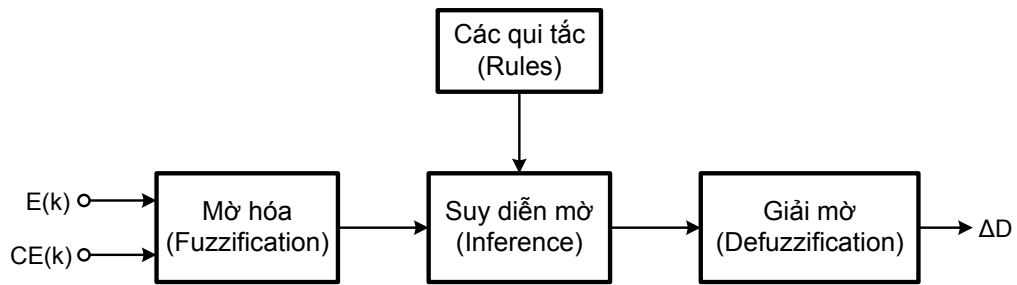 Các qui tắc
(Rules)
E(k)
CE(k)
Mờ hóa
(Fuzzification)
Suy diễn mờ
(Inference)
Giải mờ
(Defuzzification)
ΔD